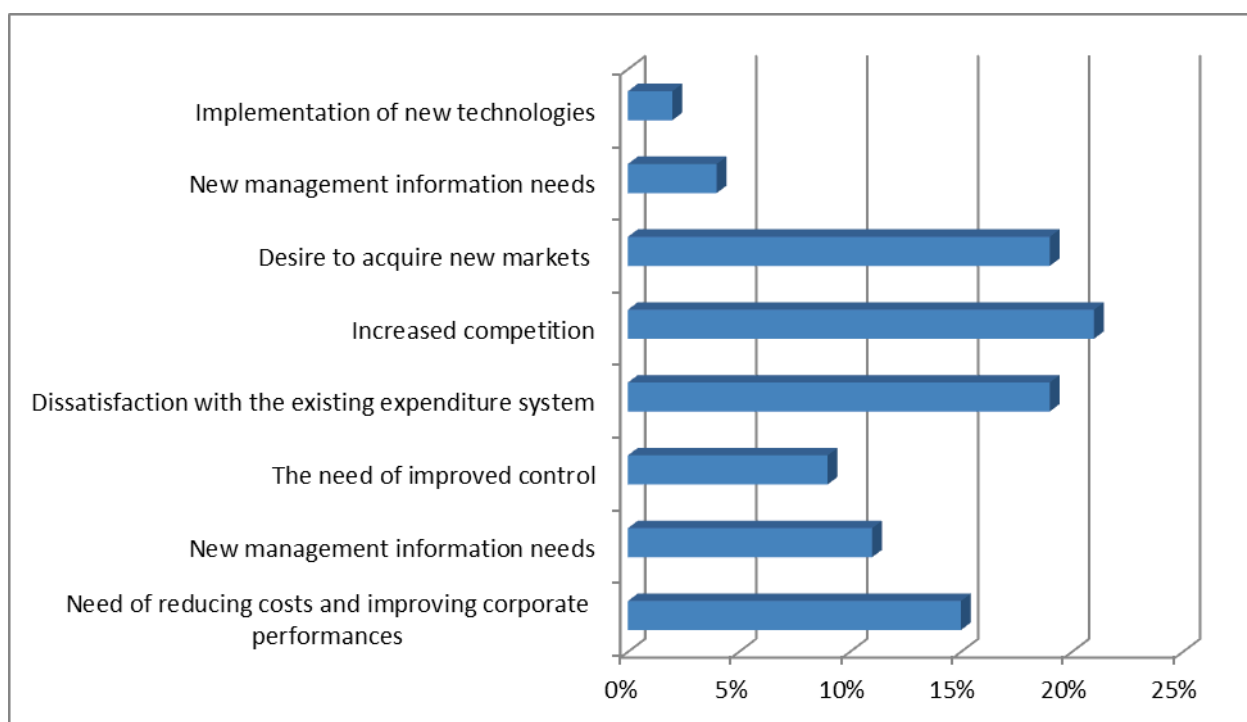 Implementation of new technologies
New management information needs
Desire to acquire new markets
Increased competition
Dissatisfaction with the existing expenditure system
The need of improved control
New management information needs
Need of reducing costs and improving corporate
performances
0% 5% 10% 15% 20% 25%